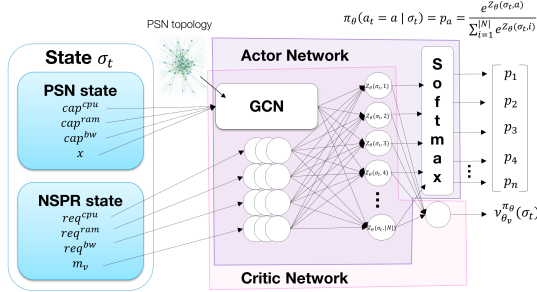 PSN topology
π_θ(a_t = a | σ_t) = p_a = e^{Z_θ(σ_t,a)} / ∑_{i=1}^{|N|} e^{Z_θ(σ_t,i)}
State σ_t
Actor Network
PSN state
cap^{cpu}
cap^{ram}
cap^{bw}
x
GCN
NSPR state
req^{cpu}
req^{ram}
req^{bw}
m_v
Z_θ(σ_t, 1)
Z_θ(σ_t, 2)
Z_θ(σ_t, 3)
Z_θ(σ_t, 4)
⋮
Z_θ(σ_t, |N|)
Softmax
p_1
p_2
p_3
p_4
⋮
p_n
ν_{θ_v}^{π_θ}(σ_t)
Critic Network